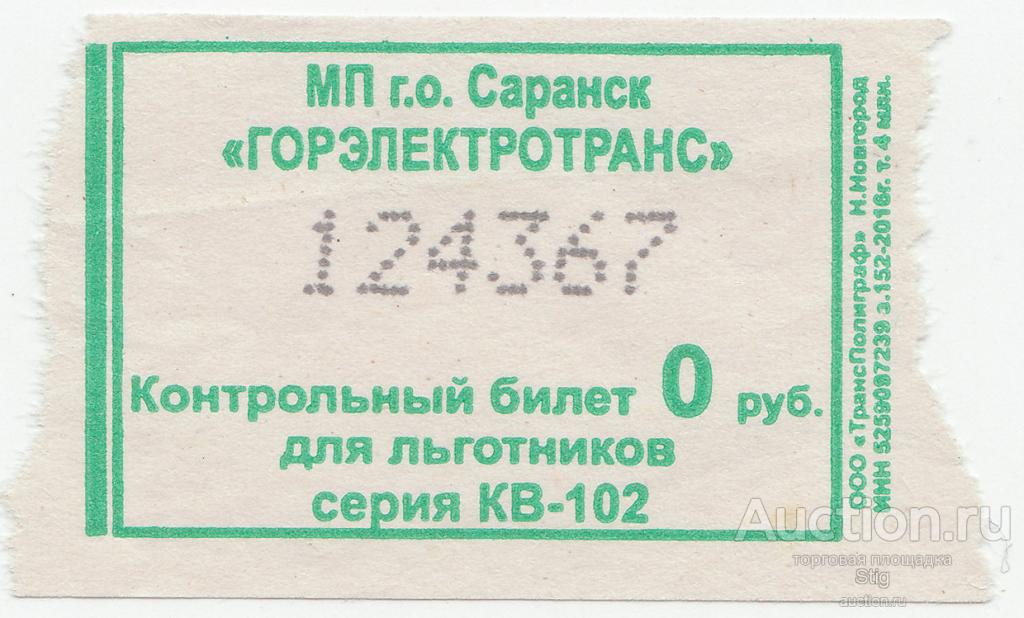 МП г.о. Саранск
«ГОРЭЛЕКТРОТРАНС»
124367
Контрольный билет 0 руб.
для льготников
серия КВ-102
ООО «ТрансПолиграф» Н.Новгород
ИНН 5259087239 з.152-2016г. т. 4 млн.
Auction.ru
торговая площадка
Stig
auction.ru